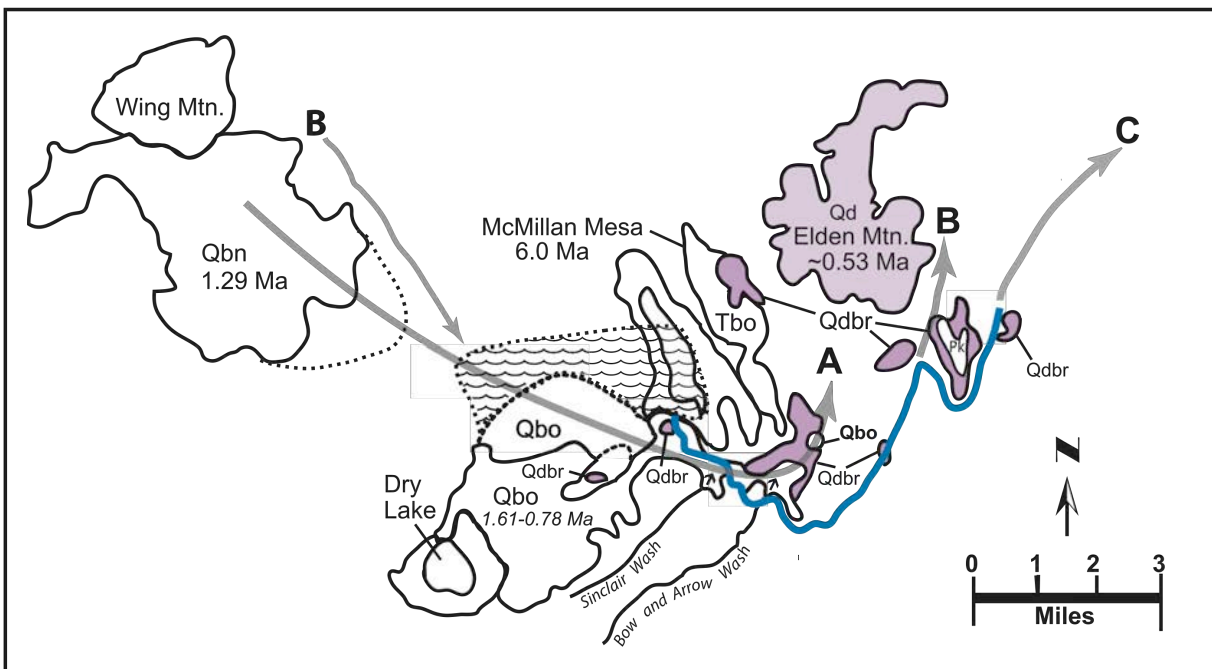 Wing Mtn.
B
C
McMillan Mesa
6.0 Ma
Qd
Elden Mtn.
~0.53 Ma
B
Qbn
1.29 Ma
Tbo
Qdbr
Pk
Qdbr
A
Qbo
Qbo
Qdbr
Qdbr
Qdbr
Dry
Lake
Qbo
1.61-0.78 Ma
Sinclair Wash
Bow and Arrow Wash
N
0 1 2 3
Miles